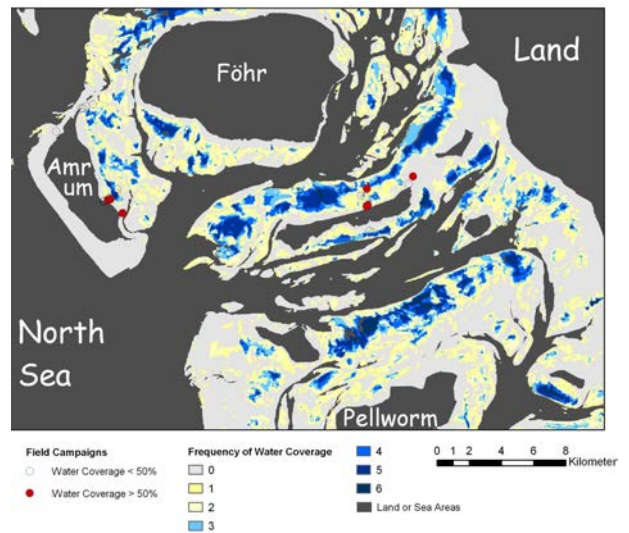 Land
Föhr
Amr
um
North
Sea
Pellworm
Field Campaigns
Water Coverage < 50%
Water Coverage > 50%
Frequency of Water Coverage
0
1
2
3
4
5
6
Land or Sea Areas
0 1 2 4 6 8
Kilometer